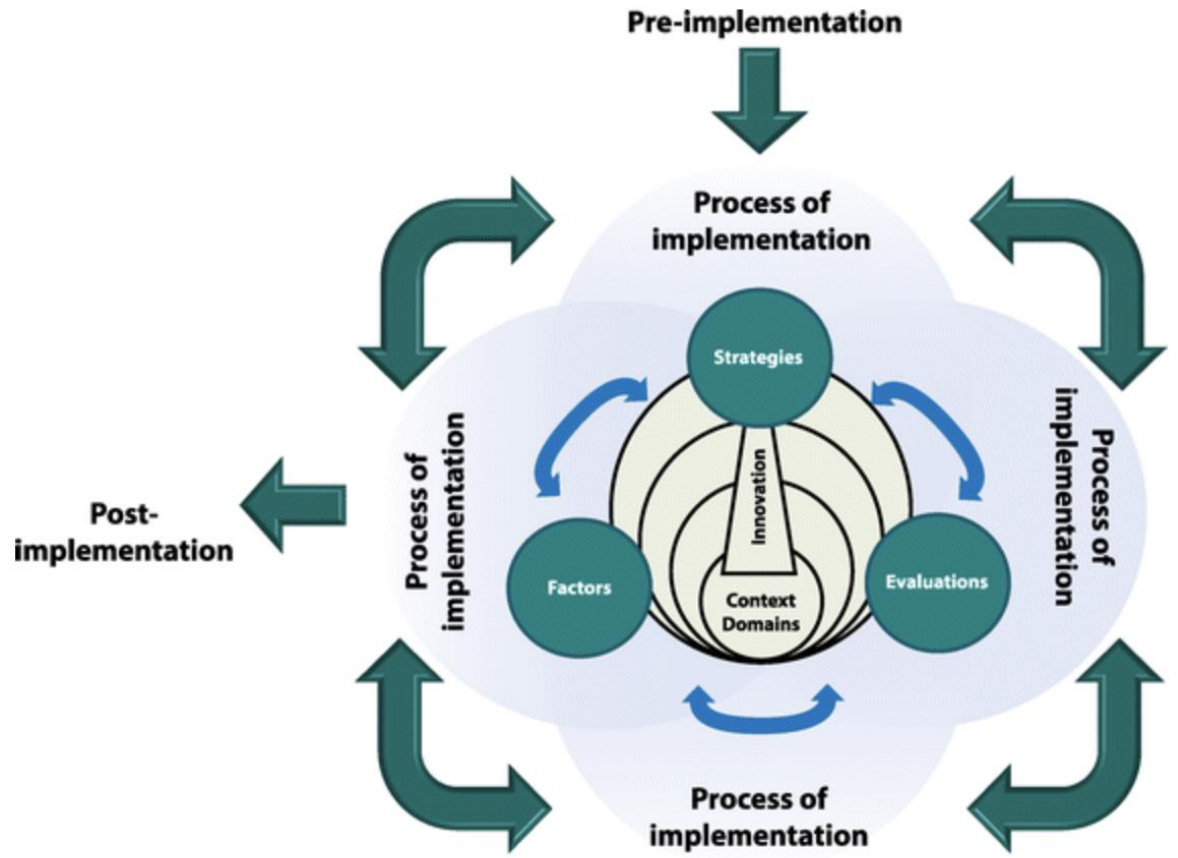 Pre-implementation
Process of
implementation
Strategies
Process of
implementation
Innovation
Process of
implementation
Post-
implementation
Factors
Evaluations
Context
Domains
Process of
implementation